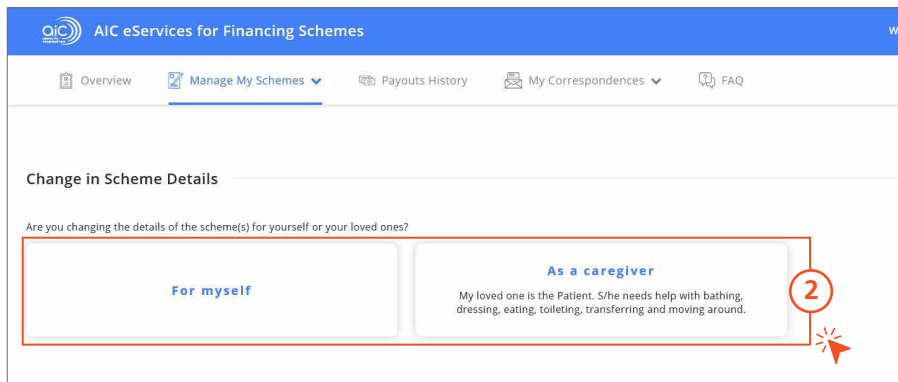 aic AIC eServices for Financing Schemes W
Overview Manage My Schemes Payouts History My Correspondences FAQ
Change in Scheme Details
Are you changing the details of the scheme(s) for yourself or your loved ones?
For myself
As a caregiver
My loved one is the Patient. S/he needs help with bathing,
dressing, eating, toileting, transferring and moving around.
2